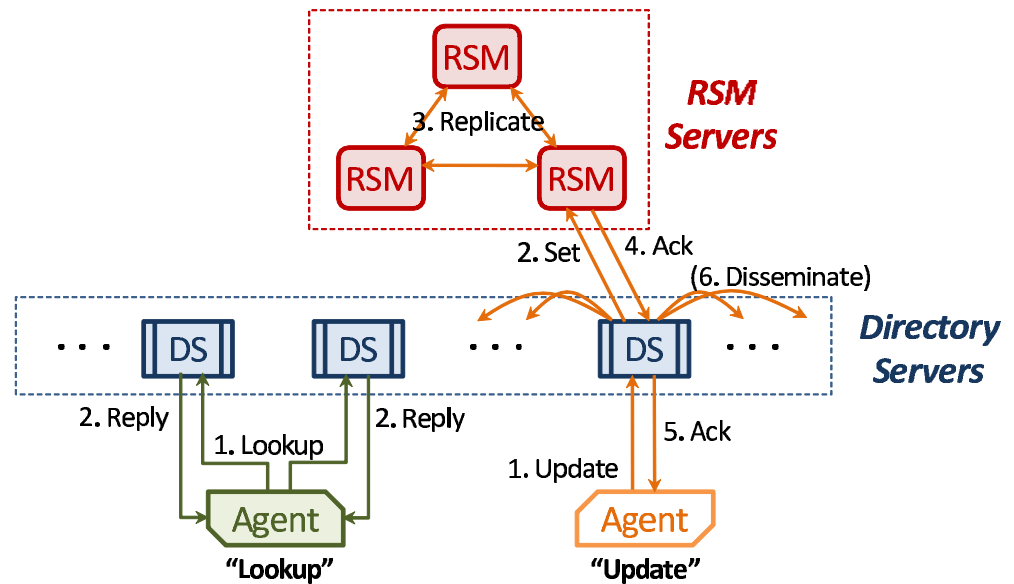 RSM
RSM
Servers
3. Replicate
RSM
RSM
2. Set
4. Ack
(6. Disseminate)
Directory
Servers
. . .
DS
DS
. . .
DS
. . .
2. Reply
1. Lookup
2. Reply
5. Ack
1. Update
Agent
Agent
“Lookup”
“Update”